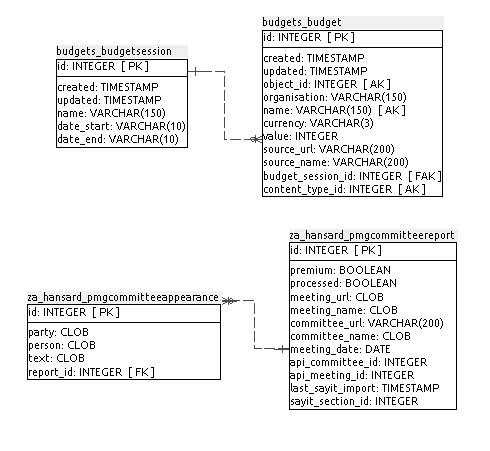 budgets_budget
id: INTEGER [ PK ]
created: TIMESTAMP
updated: TIMESTAMP
object_id: INTEGER [ AK ]
organisation: VARCHAR(150)
name: VARCHAR(150) [ AK ]
currency: VARCHAR(3)
value: INTEGER
source_url: VARCHAR(200)
source_name: VARCHAR(200)
budget_session_id: INTEGER [ FAK ]
content_type_id: INTEGER [ AK ]
budgets_budgetsession
id: INTEGER [ PK ]
created: TIMESTAMP
updated: TIMESTAMP
name: VARCHAR(150)
date_start: VARCHAR(10)
date_end: VARCHAR(10)
za_hansard_pmgcommitteereport
id: INTEGER [ PK ]
premium: BOOLEAN
processed: BOOLEAN
meeting_url: CLOB
meeting_name: CLOB
committee_url: VARCHAR(200)
committee_name: CLOB
meeting_date: DATE
api_committee_id: INTEGER
api_meeting_id: INTEGER
last_sayit_import: TIMESTAMP
sayit_section_id: INTEGER
za_hansard_pmgcommitteeappearance
id: INTEGER [ PK ]
party: CLOB
person: CLOB
text: CLOB
report_id: INTEGER [ FK ]